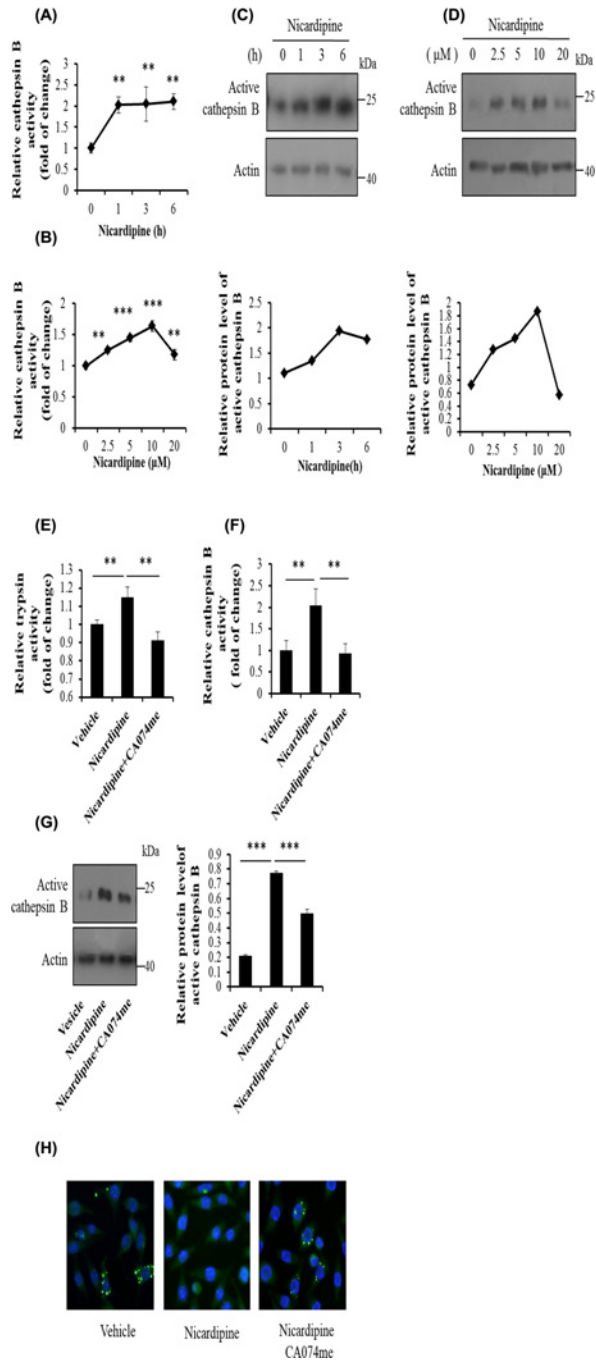 (A)
Relative cathepsin B
activity
(fold of change)
2.5
2
1.5
1
0.5
0
**
**
**
0
1
3
6
Nicardipine (h)
(C)
Nicardipine
(h)
0
1
3
6
kDa
Active
cathepsin B
25
Actin
40
(D)
Nicardipine
( µM)
0
2.5
5
10
20
kDa
Active
cathepsin B
25
Actin
40
(B)
Relative cathepsin B
activity
(fold of change)
2
1.5
1
0.5
0
**
***
***
**
0
2.5
5
10
20
Nicardipine (µM)
Relative protein level of
active cathepsin B
2.5
2
1.5
1
0.5
0
0
1
3
6
Nicardipine(h)
Relative protein level of
active cathepsin B
2
1.8
1.6
1.4
1.2
1
0.8
0.6
0.4
0.2
0
0
2.5
5
10
20
Nicardipine (µM)
(E)
Relative trypsin
activity
(fold of change)
1.3
1.2
1.1
1
0.9
0.8
0.7
0.6
**
**
Vehicle
Nicardipine
Nicardipine+CA074me
(F)
Relative cathepsin B
activity
( fold of change)
3
2.5
2
1.5
1
0.5
0
**
**
Vehicle
Nicardipine
Nicardipine+CA074me
(G)
kDa
Active
cathepsin B
25
Actin
40
Vesicle
Nicardipine
Nicardipine+CA074me
Relative protein levelof
active cathepsin B
0.9
0.8
0.7
0.6
0.5
0.4
0.3
0.2
0.1
0
***
***
Vehicle
Nicardipine
Nicardipine+CA074me
(H)
Vehicle
Nicardipine
Nicardipine
CA074me